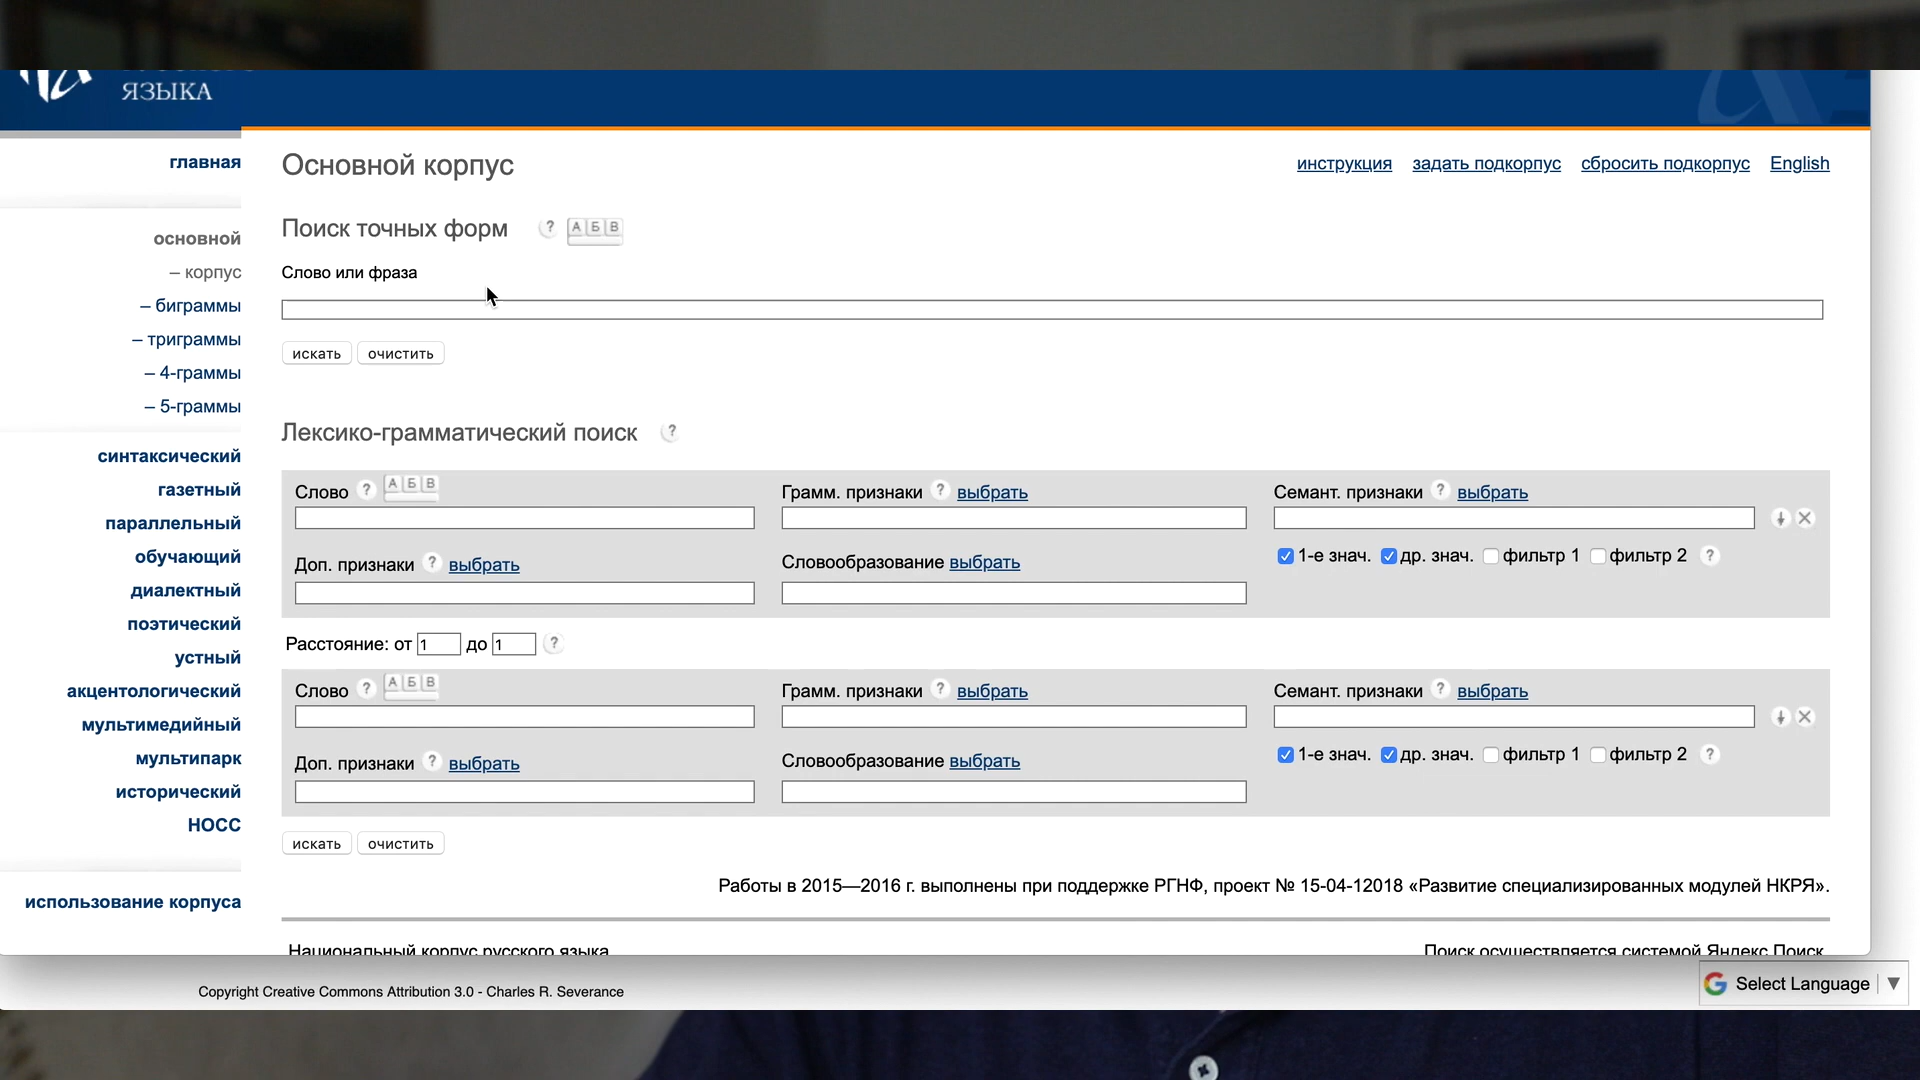 ЯЗЫКА
главная
основной
– корпус
– биграммы
– триграммы
– 4-граммы
– 5-граммы
синтаксический
газетный
параллельный
обучающий
диалектный
поэтический
устный
акцентологический
мультимедийный
мультипарк
исторический
НОСС
использование корпуса
Основной корпус
инструкция задать подкорпус сбросить подкорпус English
Поиск точных форм ? А Б В
Слово или фраза
искать очистить
Лексико-грамматический поиск ?
Слово ? А Б В Грамм. признаки ? выбрать Семант. признаки ? выбрать
1-е знач. др. знач. фильтр 1 фильтр 2 ?
Доп. признаки ? выбрать Словообразование выбрать
Расстояние: от 1 до 1 ?
Слово ? А Б В Грамм. признаки ? выбрать Семант. признаки ? выбрать
1-е знач. др. знач. фильтр 1 фильтр 2 ?
Доп. признаки ? выбрать Словообразование выбрать
искать очистить
Работы в 2015—2016 г. выполнены при поддержке РГНФ, проект № 15-04-12018 «Развитие специализированных модулей НКРЯ».
Национальный корпус русского языка
Поиск осуществляется системой Яндекс.Поиск
Copyright Creative Commons Attribution 3.0 - Charles R. Severance
Select Language ▼